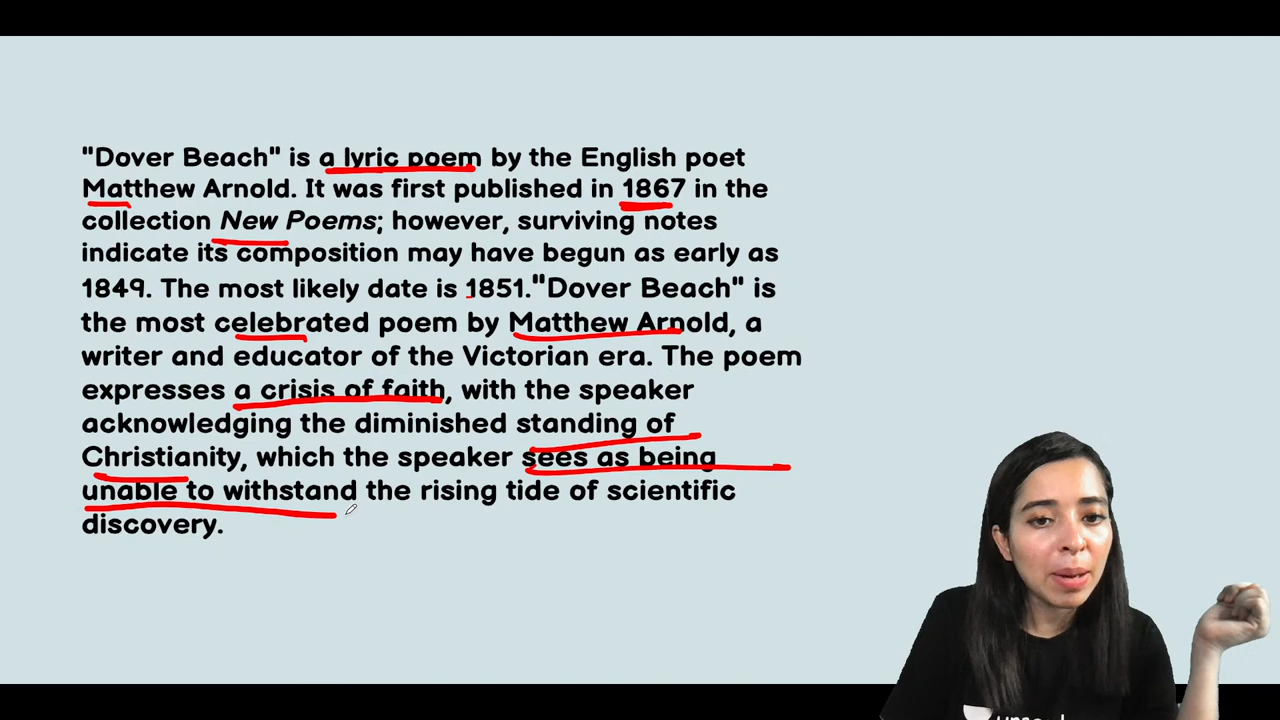 "Dover Beach" is a lyric poem by the English poet
Matthew Arnold. It was first published in 1867 in the
collection New Poems; however, surviving notes
indicate its composition may have begun as early as
1849. The most likely date is 1851."Dover Beach" is
the most celebrated poem by Matthew Arnold, a
writer and educator of the Victorian era. The poem
expresses a crisis of faith, with the speaker
acknowledging the diminished standing of
Christianity, which the speaker sees as being
unable to withstand the rising tide of scientific
discovery.